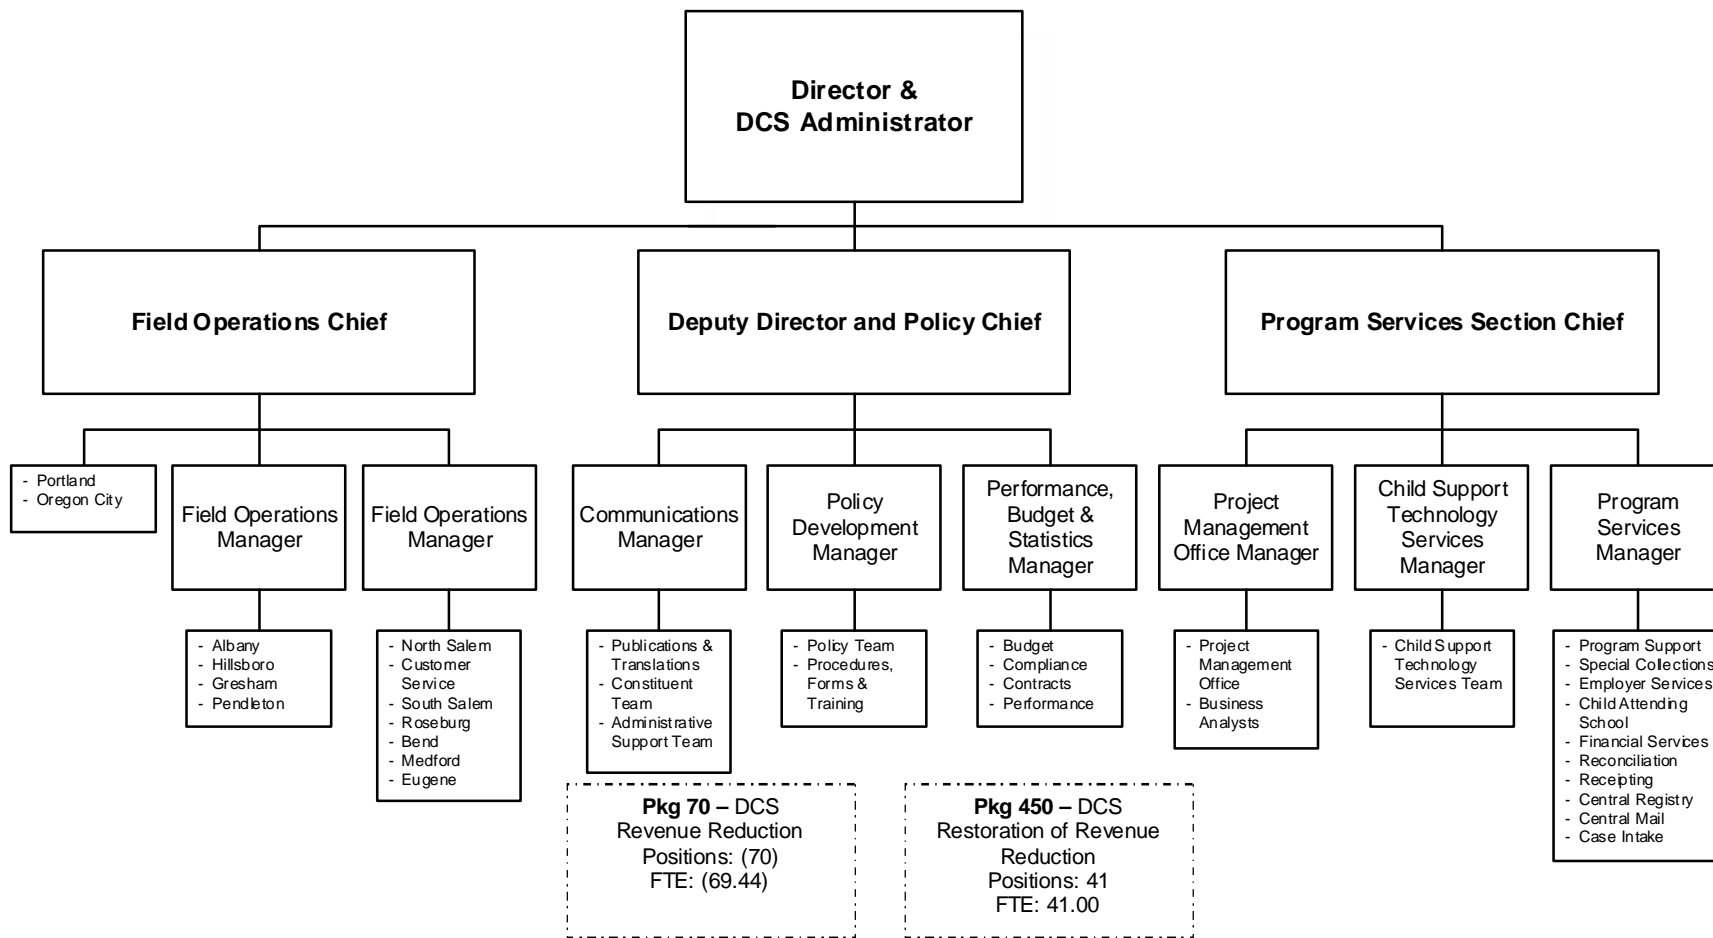 Director &
DCS Administrator
Field Operations Chief
Deputy Director and Policy Chief
Program Services Section Chief
- Portland
- Oregon City
Field Operations
Manager
Field Operations
Manager
Communications
Manager
Policy
Development
Manager
Performance,
Budget &
Statistics
Manager
Project
Management
Office Manager
Child Support
Technology
Services
Manager
Program
Services
Manager
- Albany
- Hillsboro
- Gresham
- Pendleton
- North Salem
- Customer
Service
- South Salem
- Roseburg
- Bend
- Medford
- Eugene
- Publications &
Translations
- Constituent
Team
- Administrative
Support Team
- Policy Team
- Procedures,
Forms &
Training
- Budget
- Compliance
- Contracts
- Performance
- Project
Management
Office
- Business
Analysts
- Child Support
Technology
Services Team
- Program Support
- Special Collections
- Employer Services
- Child Attending
School
- Financial Services
- Reconciliation
- Receipting
- Central Registry
- Central Mail
- Case Intake
Pkg 70 – DCS
Revenue Reduction
Positions: (70)
FTE: (69.44)
Pkg 450 – DCS
Restoration of Revenue
Reduction
Positions: 41
FTE: 41.00